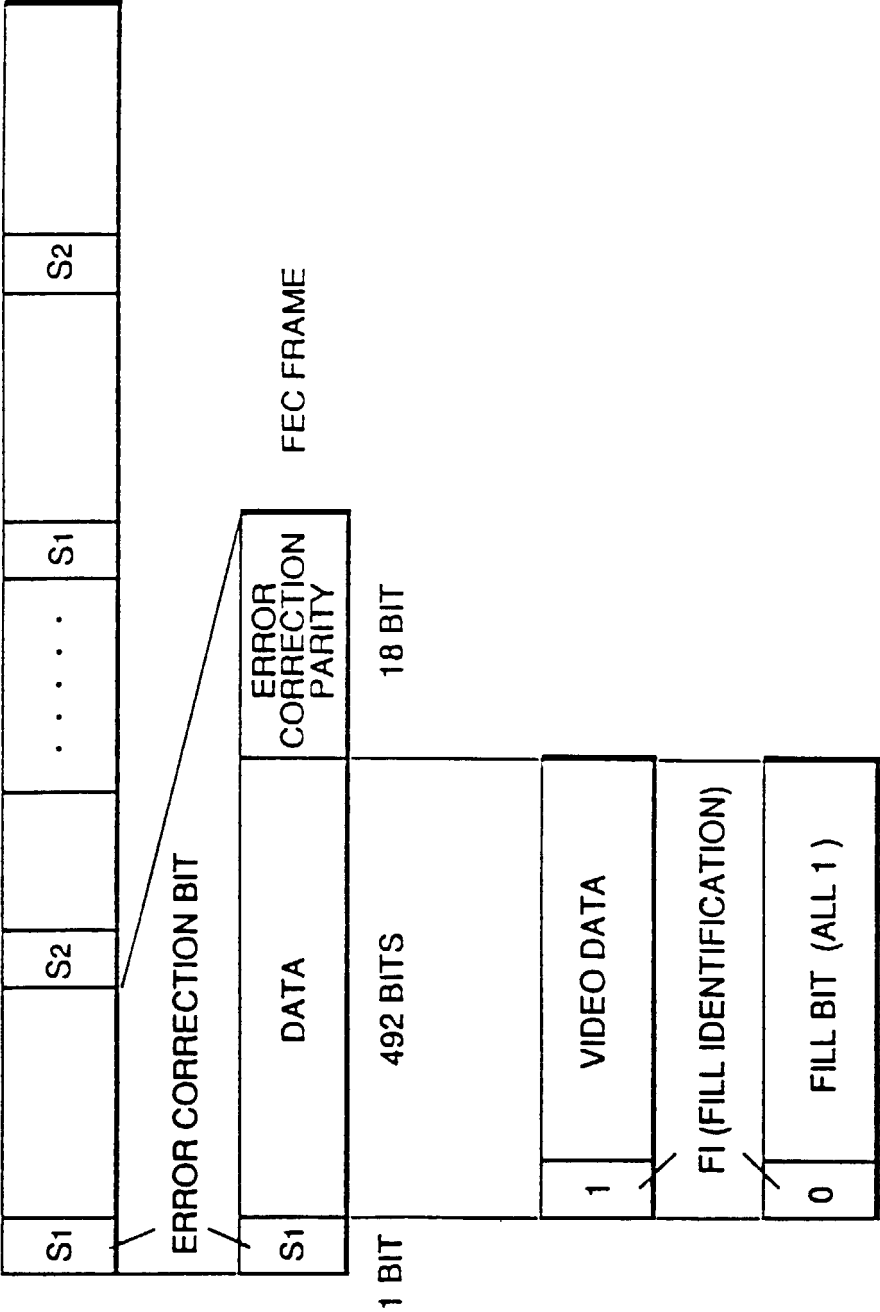 S1
S2
. . . . .
S1
S2
ERROR CORRECTION BIT
S1
DATA
ERROR
CORRECTION
PARITY
FEC FRAME
1 BIT
492 BITS
18 BIT
1
VIDEO DATA
FI (FILL IDENTIFICATION)
0
FILL BIT (ALL 1 )